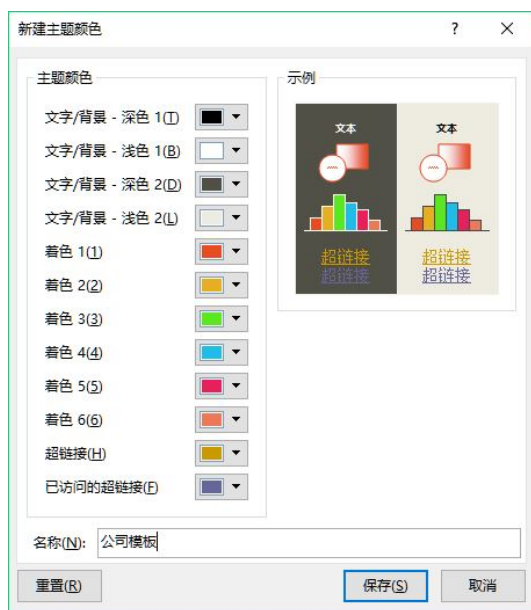 新建主题颜色
?
主题颜色
文字/背景 - 深色 1(T)
文字/背景 - 浅色 1(B)
文字/背景 - 深色 2(D)
文字/背景 - 浅色 2(L)
着色 1(1)
着色 2(2)
着色 3(3)
着色 4(4)
着色 5(5)
着色 6(6)
超链接(H)
已访问的超链接(F)
示例
文本 文本
超链接 超链接
超链接 超链接
名称(N): 公司模板
重置(R) 保存(S) 取消